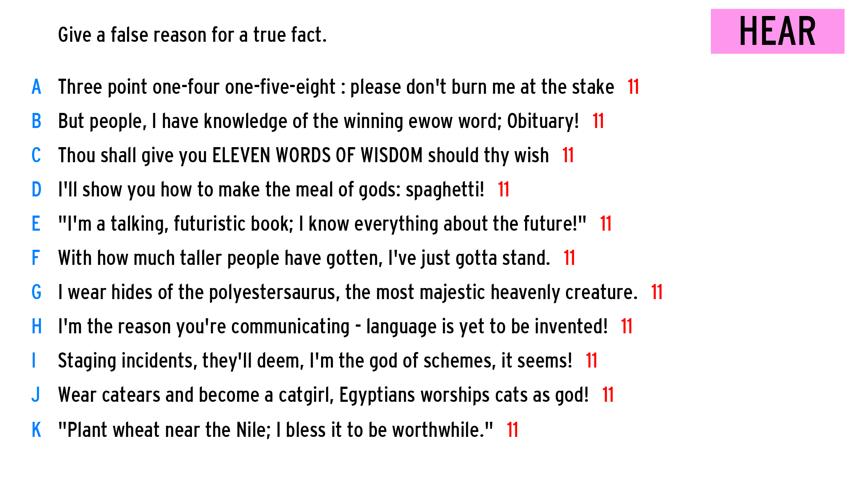 Give a false reason for a true fact.
HEAR
A Three point one-four one-five-eight : please don't burn me at the stake 11
B But people, I have knowledge of the winning ewow word; Obituary! 11
C Thou shall give you ELEVEN WORDS OF WISDOM should thy wish 11
D I'll show you how to make the meal of gods: spaghetti! 11
E "I'm a talking, futuristic book; I know everything about the future!" 11
F With how much taller people have gotten, I've just gotta stand. 11
G I wear hides of the polyestersaurus, the most majestic heavenly creature. 11
H I'm the reason you're communicating - language is yet to be invented! 11
I Staging incidents, they'll deem, I'm the god of schemes, it seems! 11
J Wear catears and become a catgirl, Egyptians worships cats as god! 11
K "Plant wheat near the Nile; I bless it to be worthwhile." 11